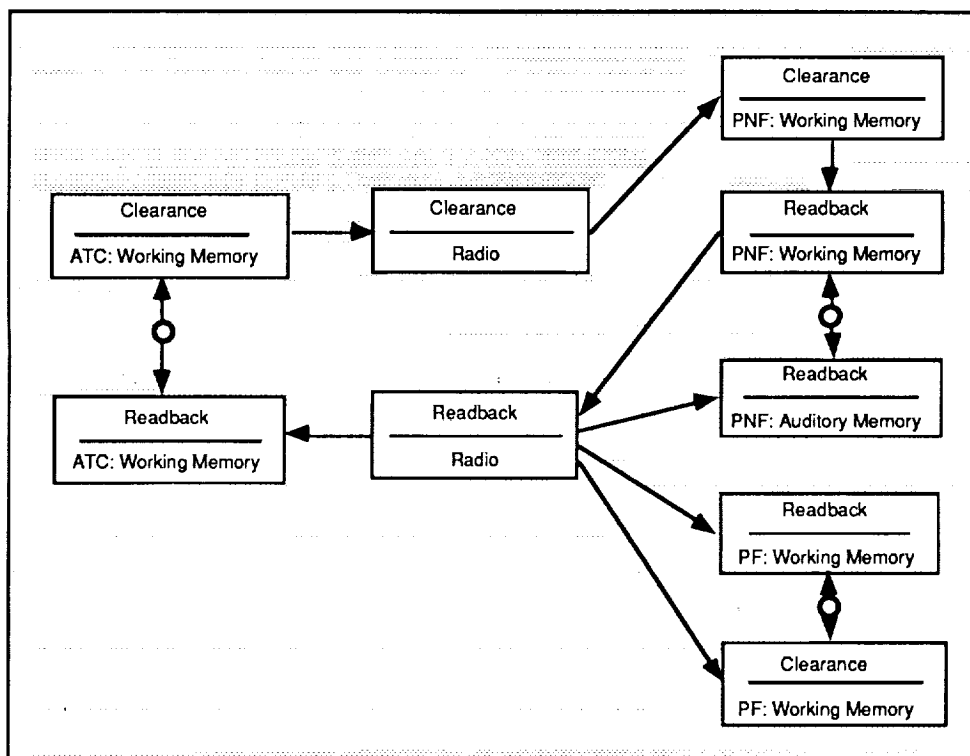 Clearance
PNF: Working Memory
Clearance
ATC: Working Memory
Clearance
Radio
Readback
PNF: Working Memory
Readback
ATC: Working Memory
Readback
Radio
Readback
PNF: Auditory Memory
Readback
PF: Working Memory
Clearance
PF: Working Memory